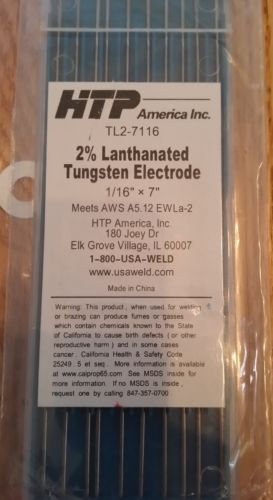 HTP America Inc.
TL2-7116
2% Lanthanated
Tungsten Electrode
1/16" × 7"
Meets AWS A5.12 EWLa-2
HTP America, Inc.
180 Joey Dr
Elk Grove Village, IL 60007
1-800-USA-WELD
www.usaweld.com
Made in China
Warning: This product, when used for welding
or brazing can produce fumes or gases
which contain chemicals known to the State
of California to cause birth defects (or other
reproductive harm) and in some cases
cancer. California Health & Safety Code
25249.5 et seq. More information is available
at www.calprop65.com See MSDS inside for
more information. If no MSDS is inside,
request one by calling 847-357-0700.